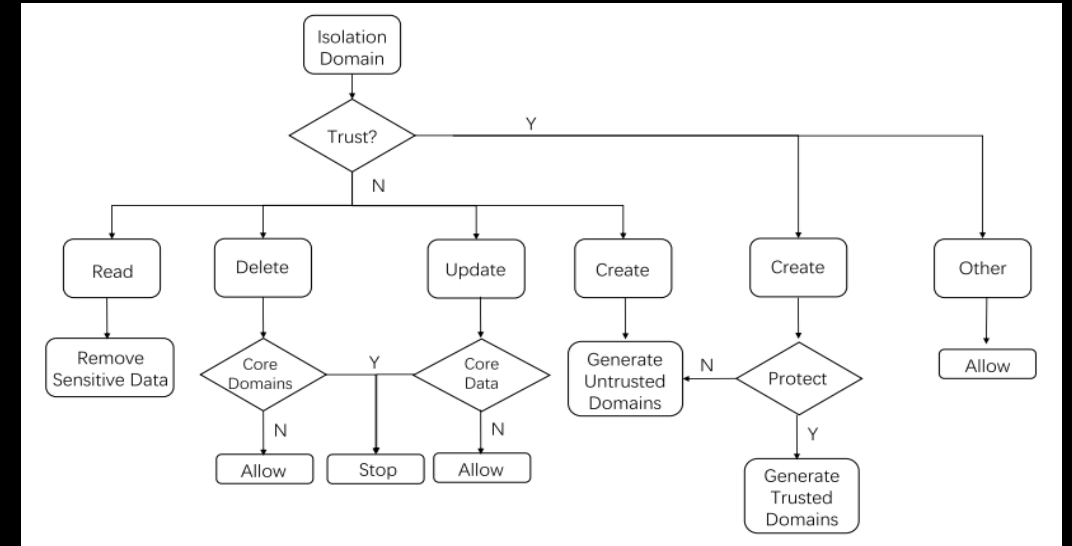 Isolation
Domain
Trust?
Y
N
Read
Delete
Update
Create
Create
Other
Remove
Sensitive Data
Core
Domains
Y
Core
Data
Generate
Untrusted
Domains
N
Protect
Allow
N
N
Y
Allow
Stop
Allow
Generate
Trusted
Domains